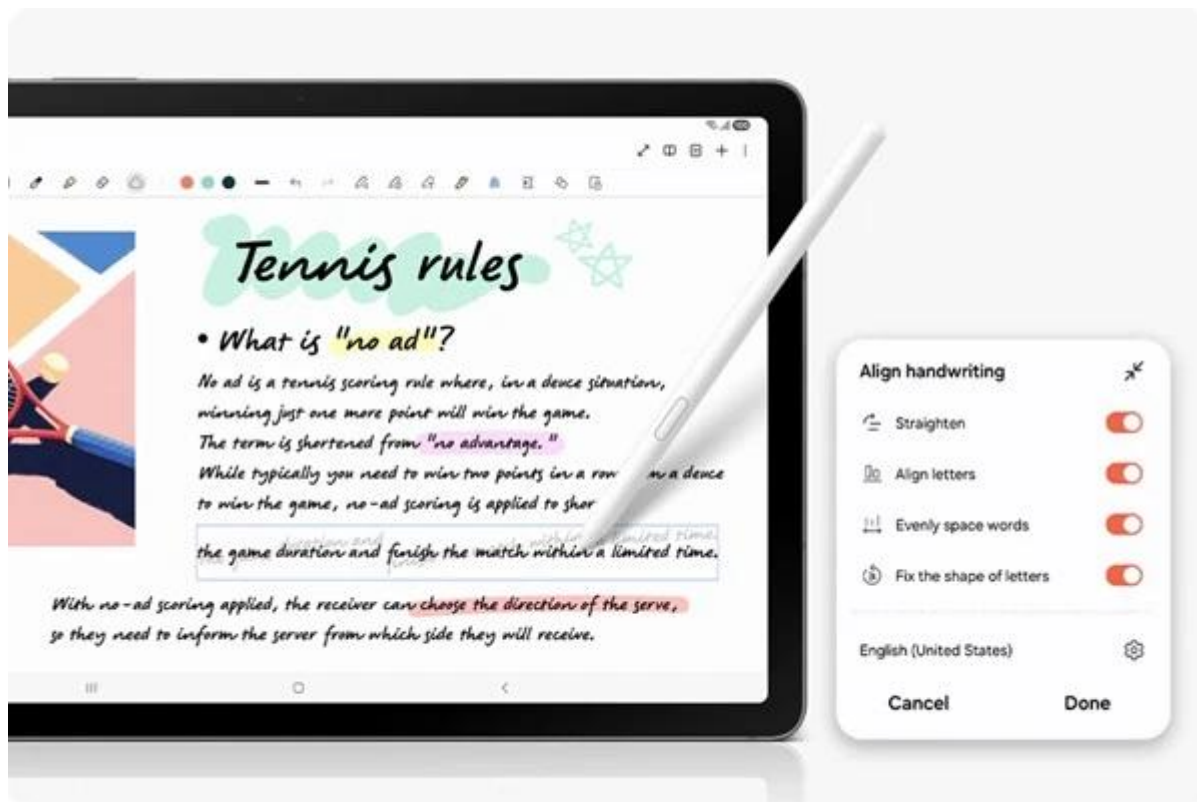 Tennis rules
• What is "no ad"?
No ad is a tennis scoring rule where, in a deuce situation,
winning just one more point will win the game.
The term is shortened from "no advantage."
While typically you need to win two points in a row in a deuce
to win the game, no-ad scoring is applied to shor
the game duration and finish the match within a limited time.
With no-ad scoring applied, the receiver can choose the direction of the serve,
so they need to inform the server from which side they will receive.
Align handwriting
Straighten
Align letters
Evenly space words
Fix the shape of letters
English (United States)
Cancel
Done